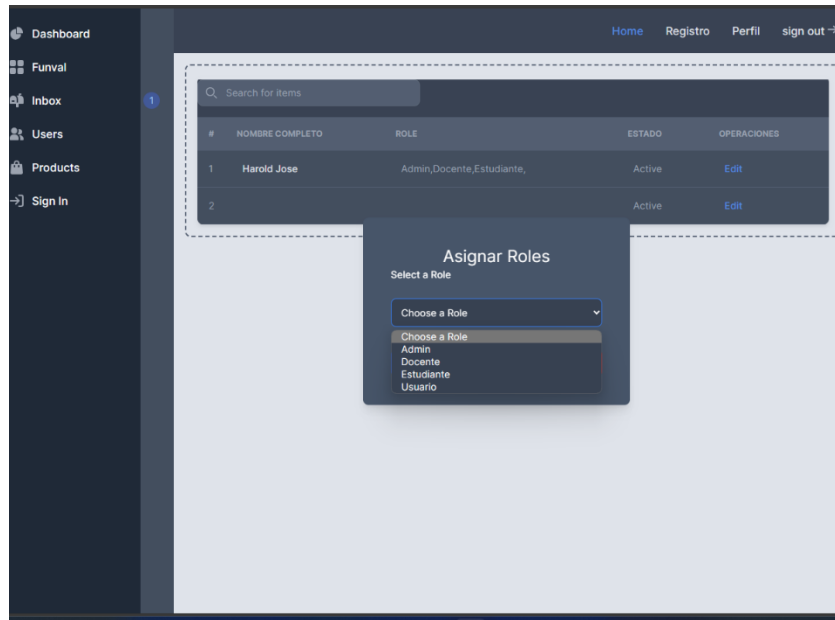 Dashboard
Funval
Inbox 1
Users
Products
Sign In
Home Registro Perfil sign out
Search for items
# NOMBRE COMPLETO ROLE ESTADO OPERACIONES
1 Harold Jose Admin,Docente,Estudiante, Active Edit
2 Active Edit
Asignar Roles
Select a Role
Choose a Role
Choose a Role
Admin
Docente
Estudiante
Usuario